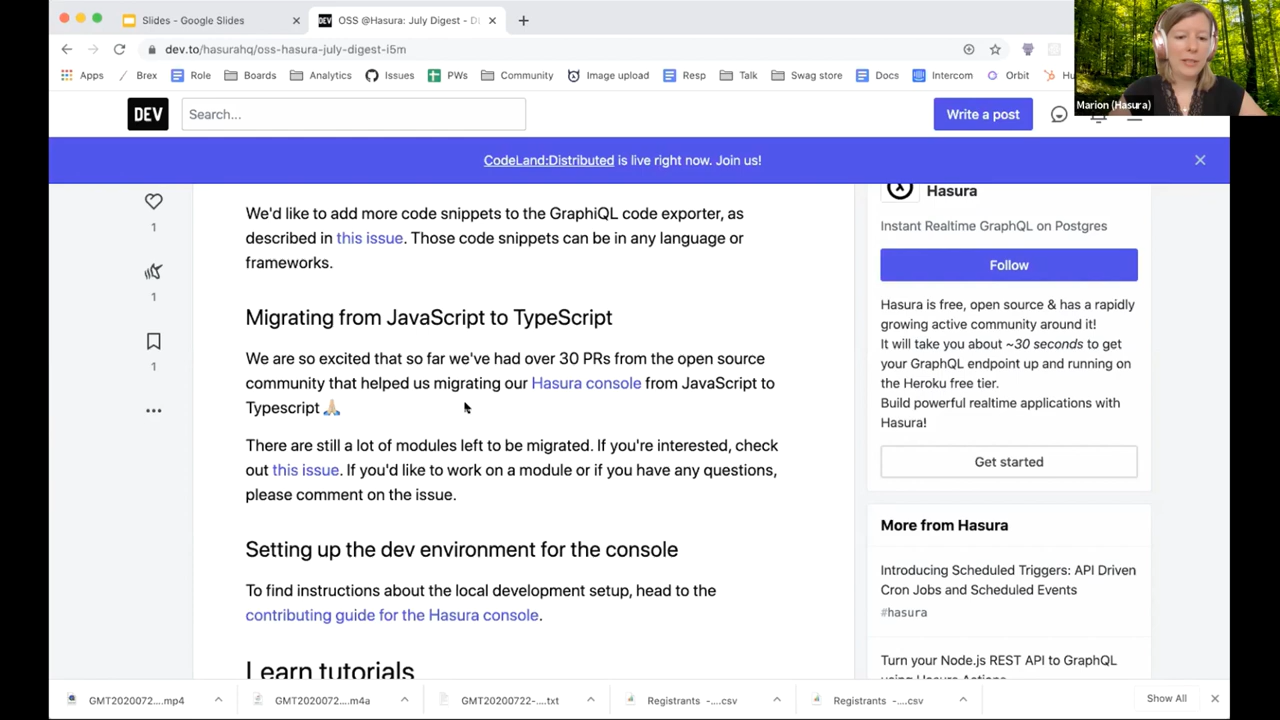 Slides - Google Slides
OSS @Hasura: July Digest - D
dev.to/hasurahq/oss-hasura-july-digest-i5m
Apps
Brex
Role
Boards
Analytics
Issues
PWs
Community
Image upload
Resp
Talk
Swag store
Docs
Intercom
Orbit
Hu
Marion (Hasura)
DEV
Search...
Write a post
CodeLand:Distributed is live right now. Join us!
1
1
1
We'd like to add more code snippets to the GraphiQL code exporter, as
described in this issue. Those code snippets can be in any language or
frameworks.
Migrating from JavaScript to TypeScript
We are so excited that so far we've had over 30 PRs from the open source
community that helped us migrating our Hasura console from JavaScript to
Typescript 🙏🏼
There are still a lot of modules left to be migrated. If you're interested, check
out this issue. If you'd like to work on a module or if you have any questions,
please comment on the issue.
Setting up the dev environment for the console
To find instructions about the local development setup, head to the
contributing guide for the Hasura console.
Learn tutorials
Hasura
Instant Realtime GraphQL on Postgres
Follow
Hasura is free, open source & has a rapidly
growing active community around it!
It will take you about ~30 seconds to get
your GraphQL endpoint up and running on
the Heroku free tier.
Build powerful realtime applications with
Hasura!
Get started
More from Hasura
Introducing Scheduled Triggers: API Driven
Cron Jobs and Scheduled Events
#hasura
Turn your Node.js REST API to GraphQL
using Hasura Actions
GMT2020072....mp4
GMT2020072....m4a
GMT20200722-....txt
Registrants -....csv
Registrants -....csv
Show All